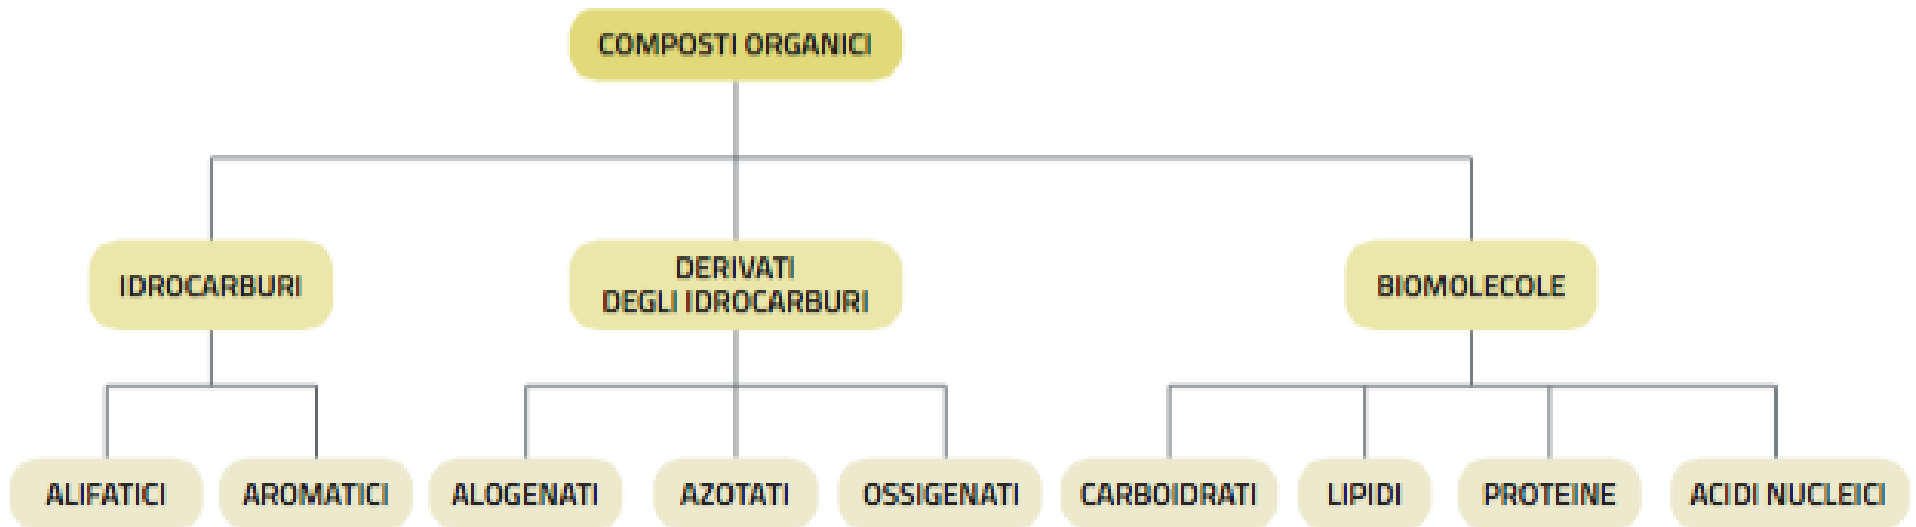 COMPOSTI ORGANICI
IDROCARBURI
DERIVATI
DEGLI IDROCARBURI
BIOMOLECOLE
ALIFATICI
AROMATICI
ALOGENATI
AZOTATI
OSSIGENATI
CARBOIDRATI
LIPIDI
PROTEINE
ACIDI NUCLEICI